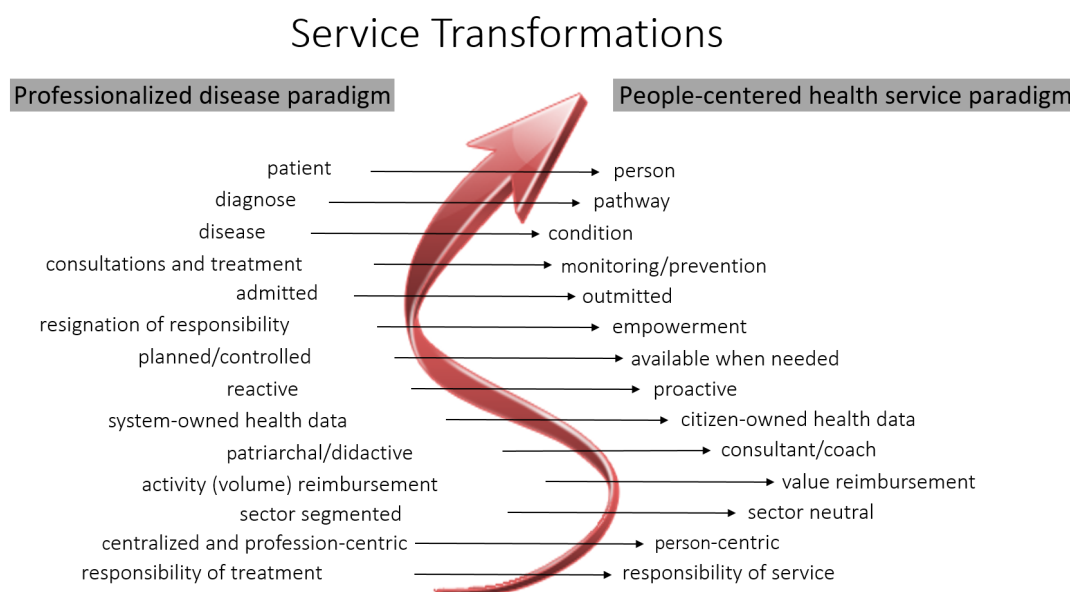 Service Transformations
Professionalized disease paradigm
People-centered health service paradigm
patient person
diagnose pathway
disease condition
consultations and treatment monitoring/prevention
admitted outmitted
resignation of responsibility empowerment
planned/controlled available when needed
reactive proactive
system-owned health data citizen-owned health data
patriarchal/didactive consultant/coach
activity (volume) reimbursement value reimbursement
sector segmented sector neutral
centralized and profession-centric person-centric
responsibility of treatment responsibility of service